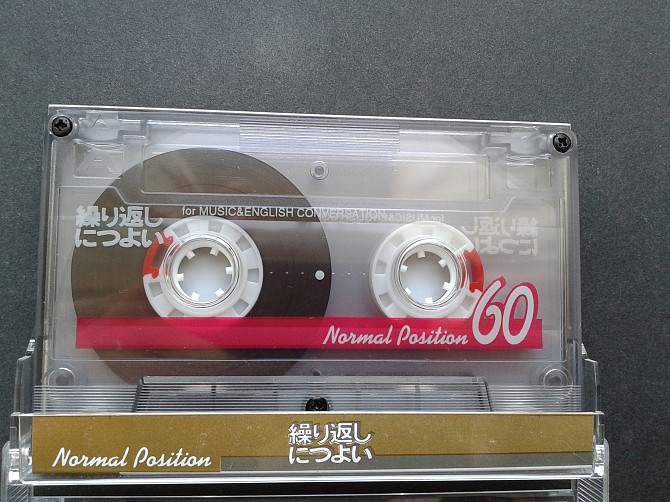 繰り返し
につよい
for MUSIC&ENGLISH CONVERSATION
Normal Position 60
繰り返し
につよい
Normal Position